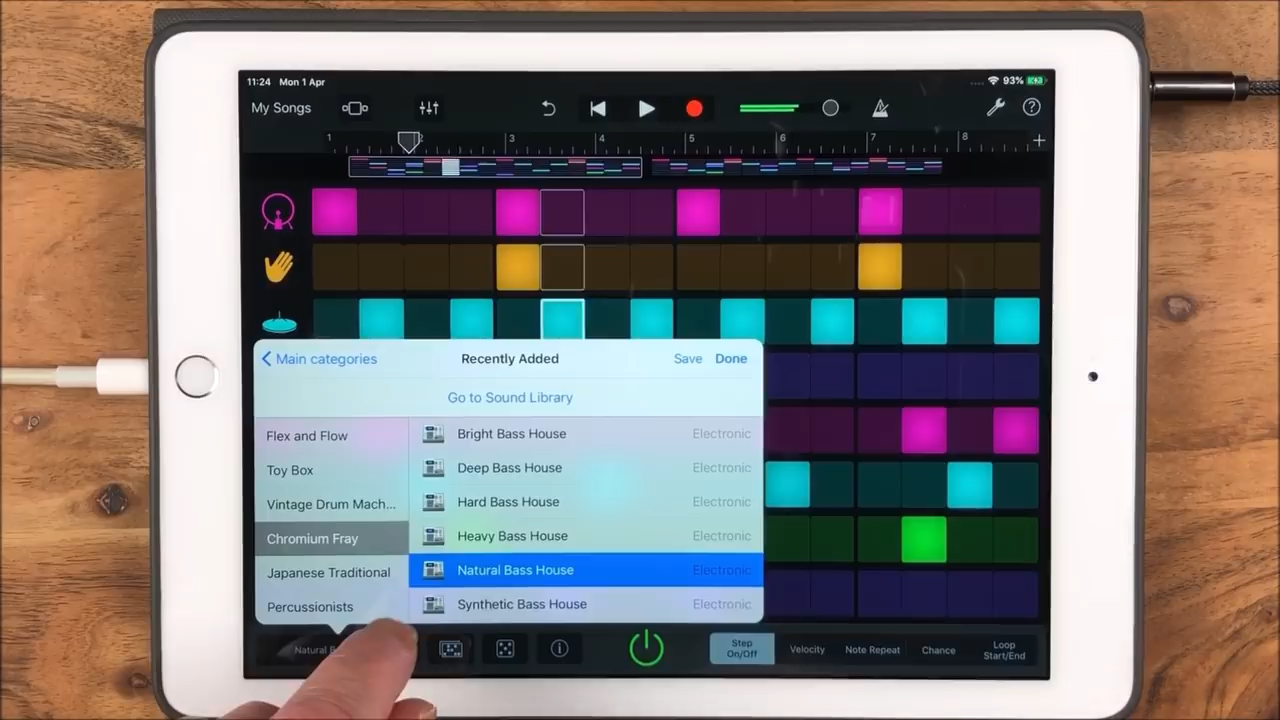 11:24 Mon 1 Apr
93%
My Songs
?
1 2 3 4 5 6 7 8 +
Main categories Recently Added Save Done
Go to Sound Library
Flex and Flow
Toy Box
Vintage Drum Mach...
Chromium Fray
Japanese Traditional
Percussionists
Bright Bass House Electronic
Deep Bass House Electronic
Hard Bass House Electronic
Heavy Bass House Electronic
Natural Bass House Electronic
Synthetic Bass House Electronic
Natural
Step
On/Off
Velocity
Note Repeat
Chance
Loop
Start/End